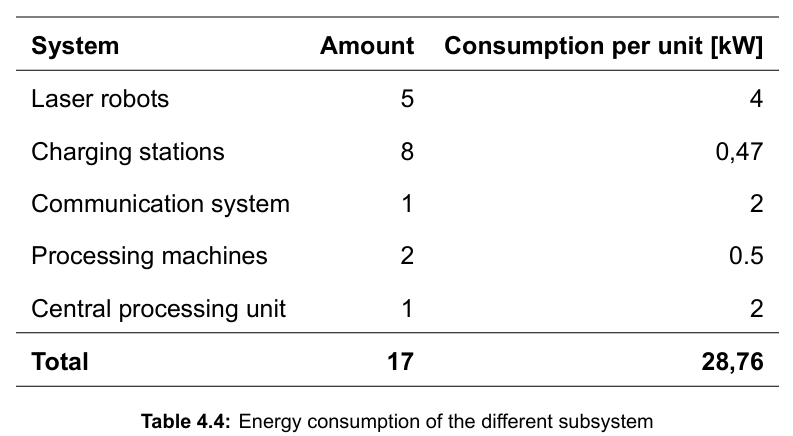 System Amount Consumption per unit [kW]
Laser robots 5 4
Charging stations 8 0,47
Communication system 1 2
Processing machines 2 0.5
Central processing unit 1 2
Total 17 28,76
Table 4.4: Energy consumption of the different subsystem